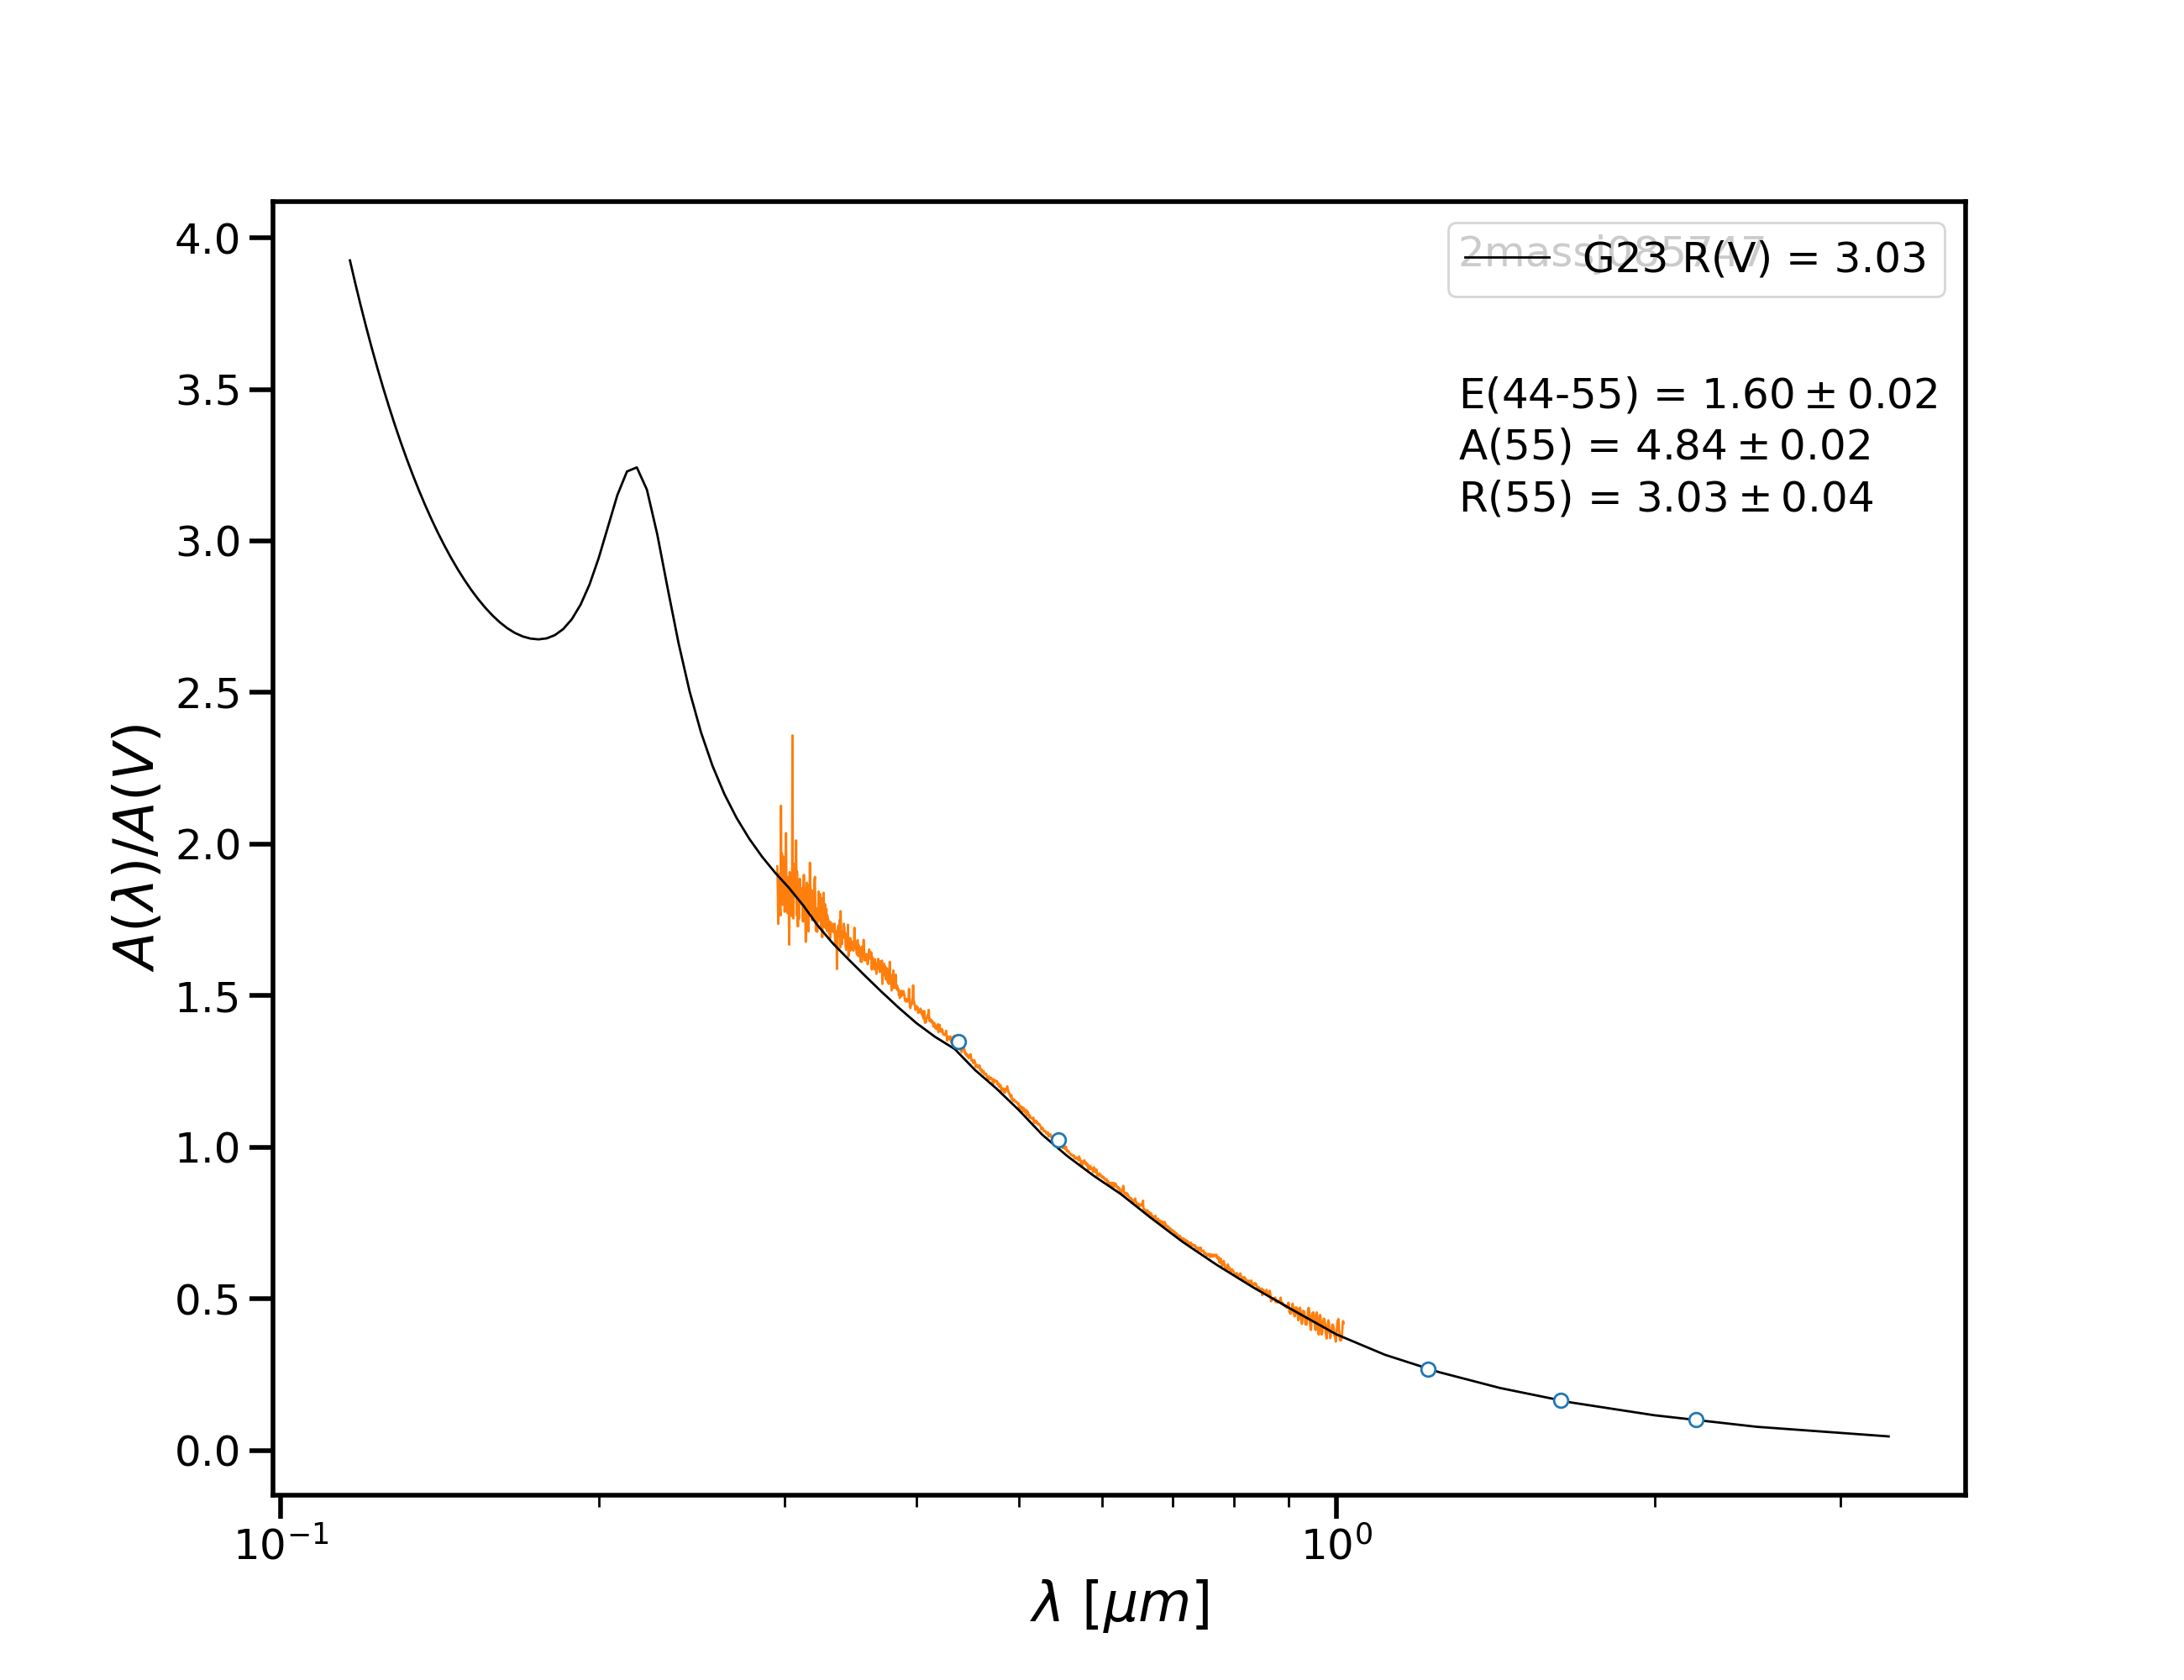 2massj085747
G23 R(V) = 3.03
E(44-55) = 1.60 ± 0.02
A(55) = 4.84 ± 0.02
R(55) = 3.03 ± 0.04
A(λ)/A(V)
4.0
3.5
3.0
2.5
2.0
1.5
1.0
0.5
0.0
10⁻¹
10⁰
λ [μm]